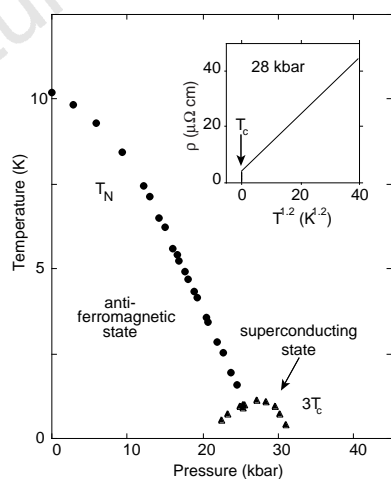 40
20
0
ρ (μΩ cm)
28 kbar
T_c
0 20 40
T^1.2 (K^1.2)
10
5
0
Temperature (K)
T_N
anti-
ferromagnetic
state
superconducting
state
3T_c
0 10 20 30 40
Pressure (kbar)